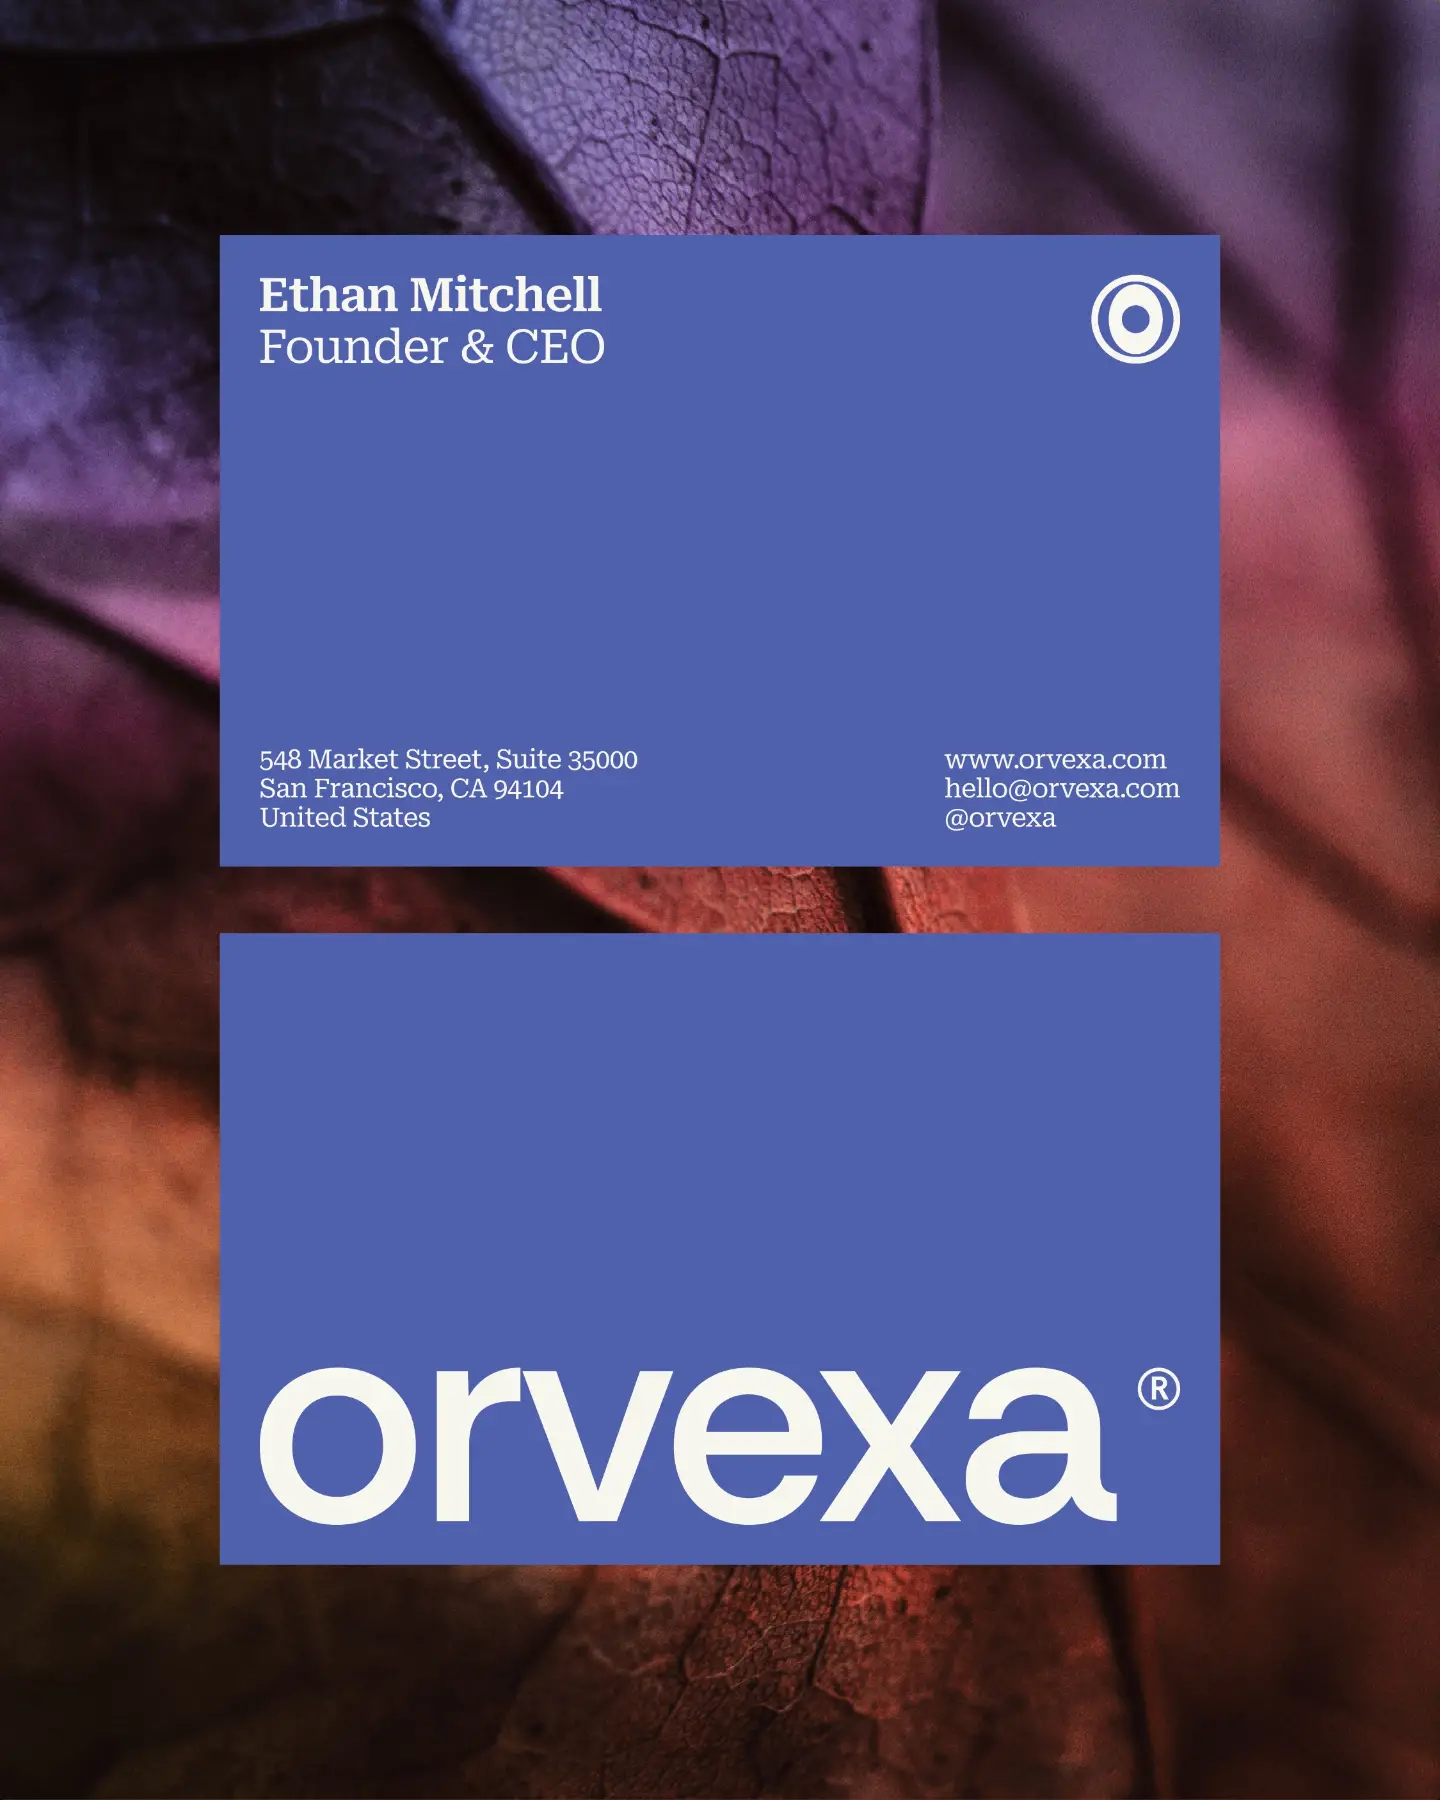 Ethan Mitchell
Founder & CEO
548 Market Street, Suite 35000
San Francisco, CA 94104
United States
www.orvexa.com
hello@orvexa.com
@orvexa
orvexa ®